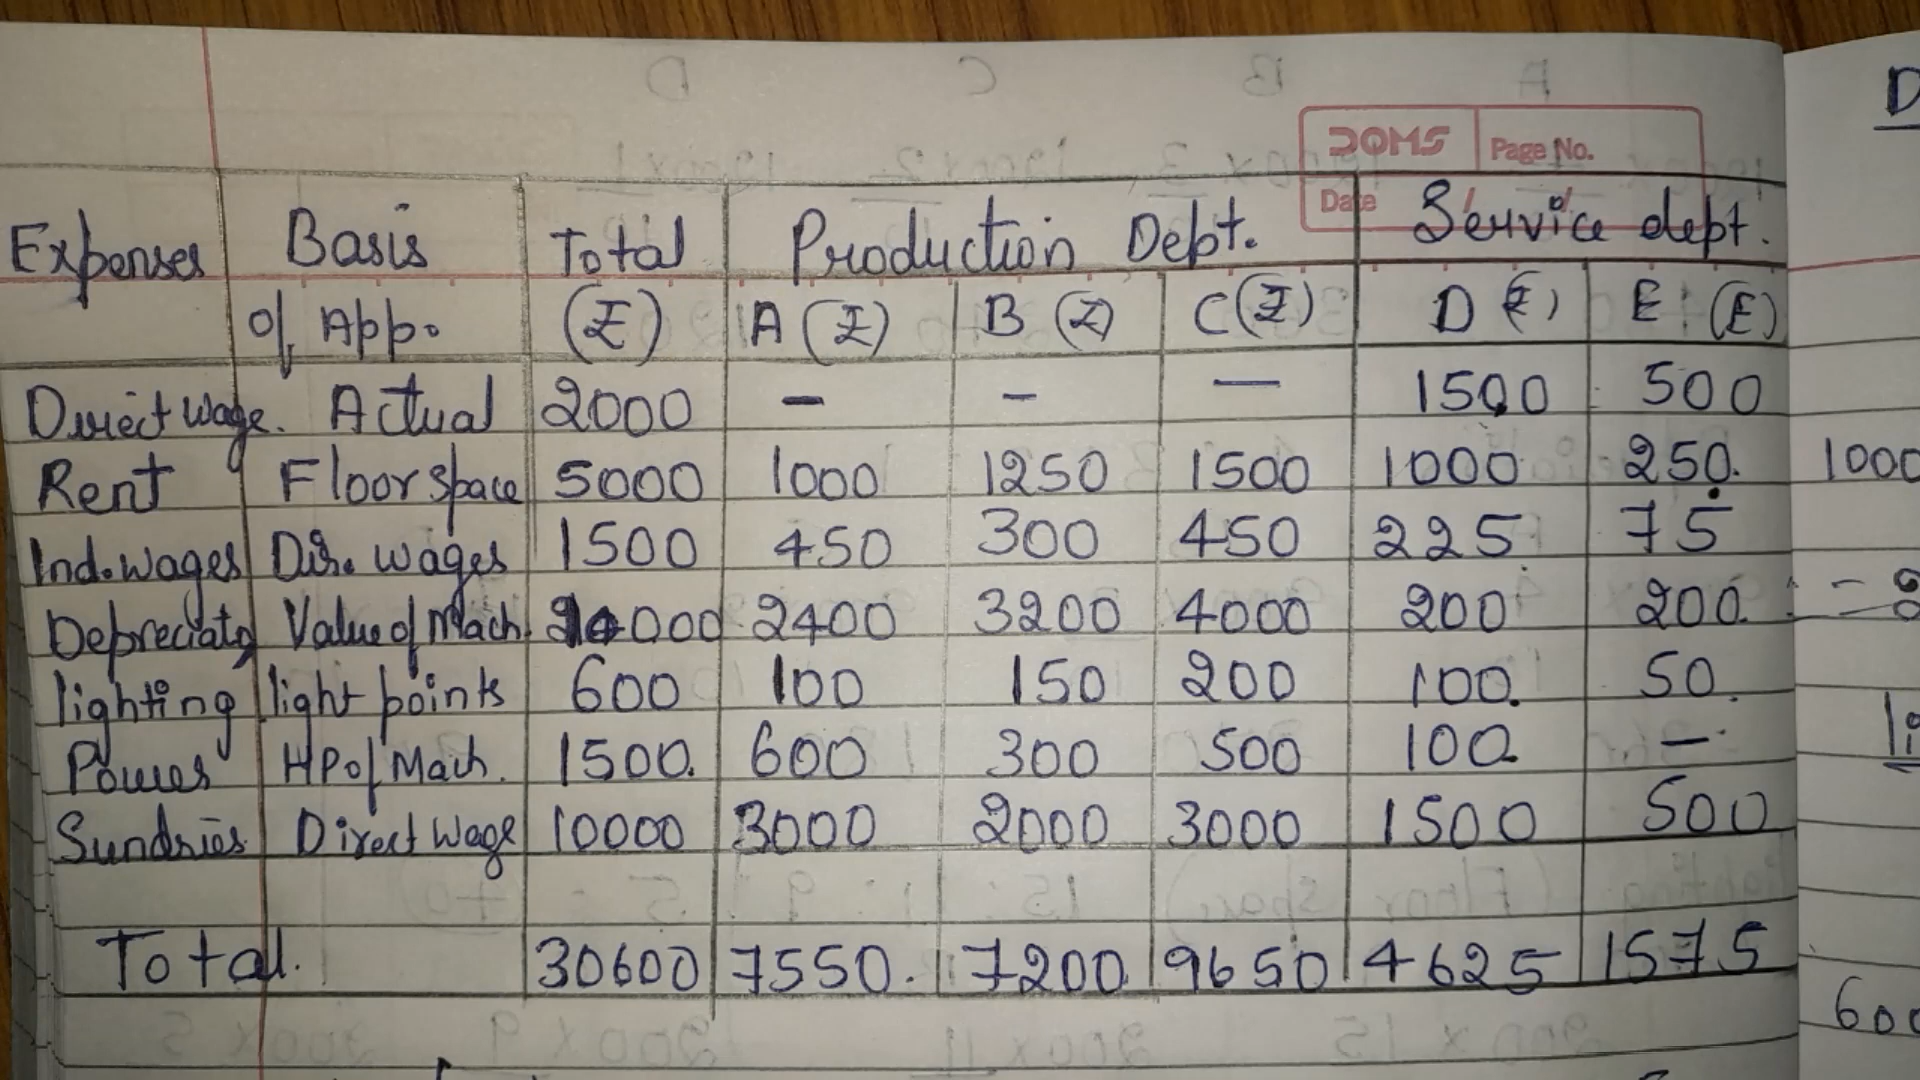 DOMS Page No.
Date
Expenses Basis of App. Total (₹) Production Dept. Service dept.
A (₹) B (₹) C (₹) D (₹) E (₹)
Direct wage. Actual 2000 - - - 1500 500
Rent Floor space 5000 1000 1250 1500 1000 250.
Ind. wages Dir. wages 1500 450 300 450 225 75
Value of Mach. 2400 3200 4000 200 200.
lighting light points 600 100 150 200 100. 50.
Power HP of Mach. 1500. 600 300 500 100. -
Sundries Direct Wage 10000 3000 2000 3000 1500 500
Total. 30600 7550. 7200 9650 4625 1575
D
1000
600